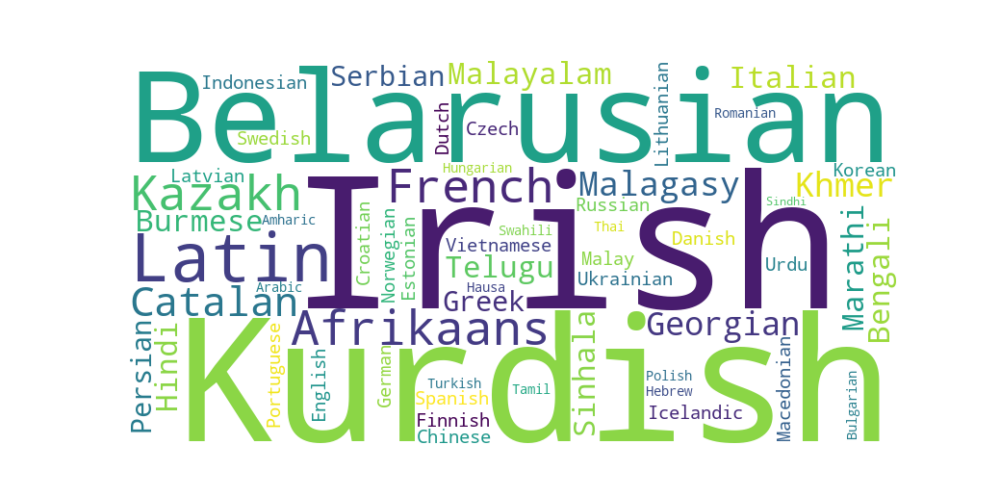 Belarusian
Indonesian
Serbian
Malayalam
Italian
Swedish
Dutch
Czech
Lithuanian
Romanian
Hungarian
Korean
Latvian
Kazakh
French
Malagasy
Khmer
Irish
Burmese
Amharic
Croatian
Norwegian
Estonian
Swahili
Russian
Thai
Sindhi
Danish
Marathi
Bengali
Latin
Vietnamese
Telugu
Malay
Ukrainian
Urdu
Arabic
Hausa
Catalan
Greek
Afrikaans
Georgian
Kurdish
Persian
Hindi
Portuguese
English
German
Turkish
Spanish
Finnish
Chinese
Tamil
Sinhala
Polish
Hebrew
Icelandic
Macedonian
Bulgarian